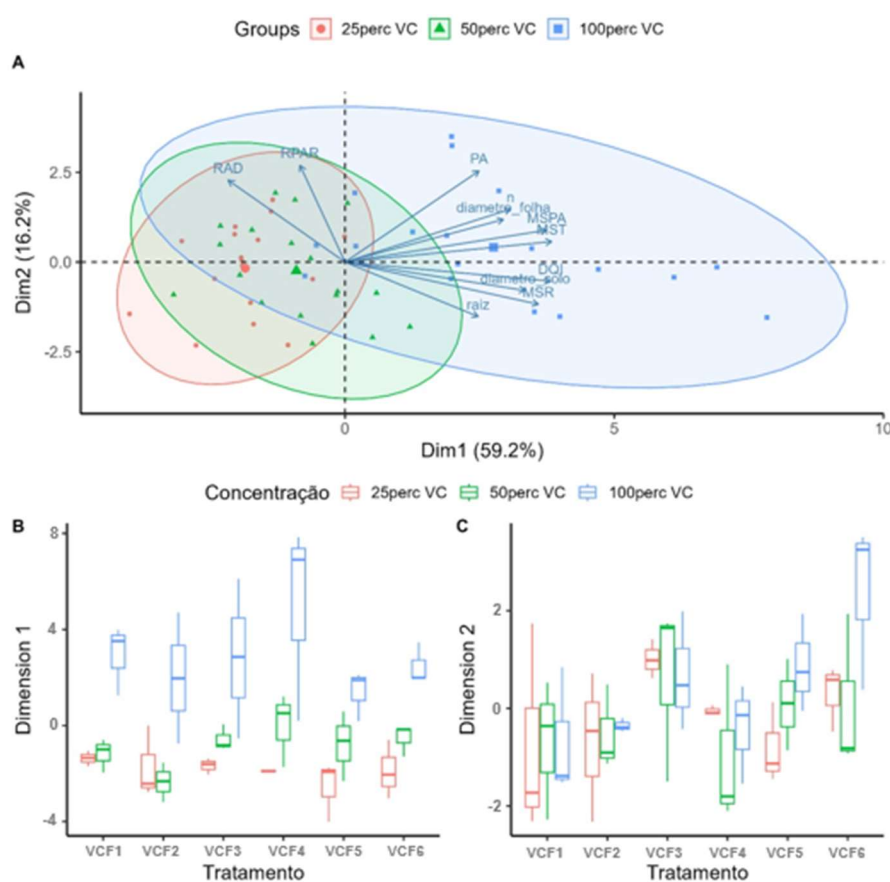 Groups 25perc VC 50perc VC 100perc VC
A
RAD RPAR PA
n
diametro_folha
MSPA
MST
DQI
diametro_solo
MSR
raiz
2.5
0.0
-2.5
Dim2 (16.2%)
0 5 10
Dim1 (59.2%)
Concentração 25perc VC 50perc VC 100perc VC
B
8
4
0
-4
Dimension 1
VCF1 VCF2 VCF3 VCF4 VCF5 VCF6
Tratamento
C
2
0
-2
Dimension 2
VCF1 VCF2 VCF3 VCF4 VCF5 VCF6
Tratamento